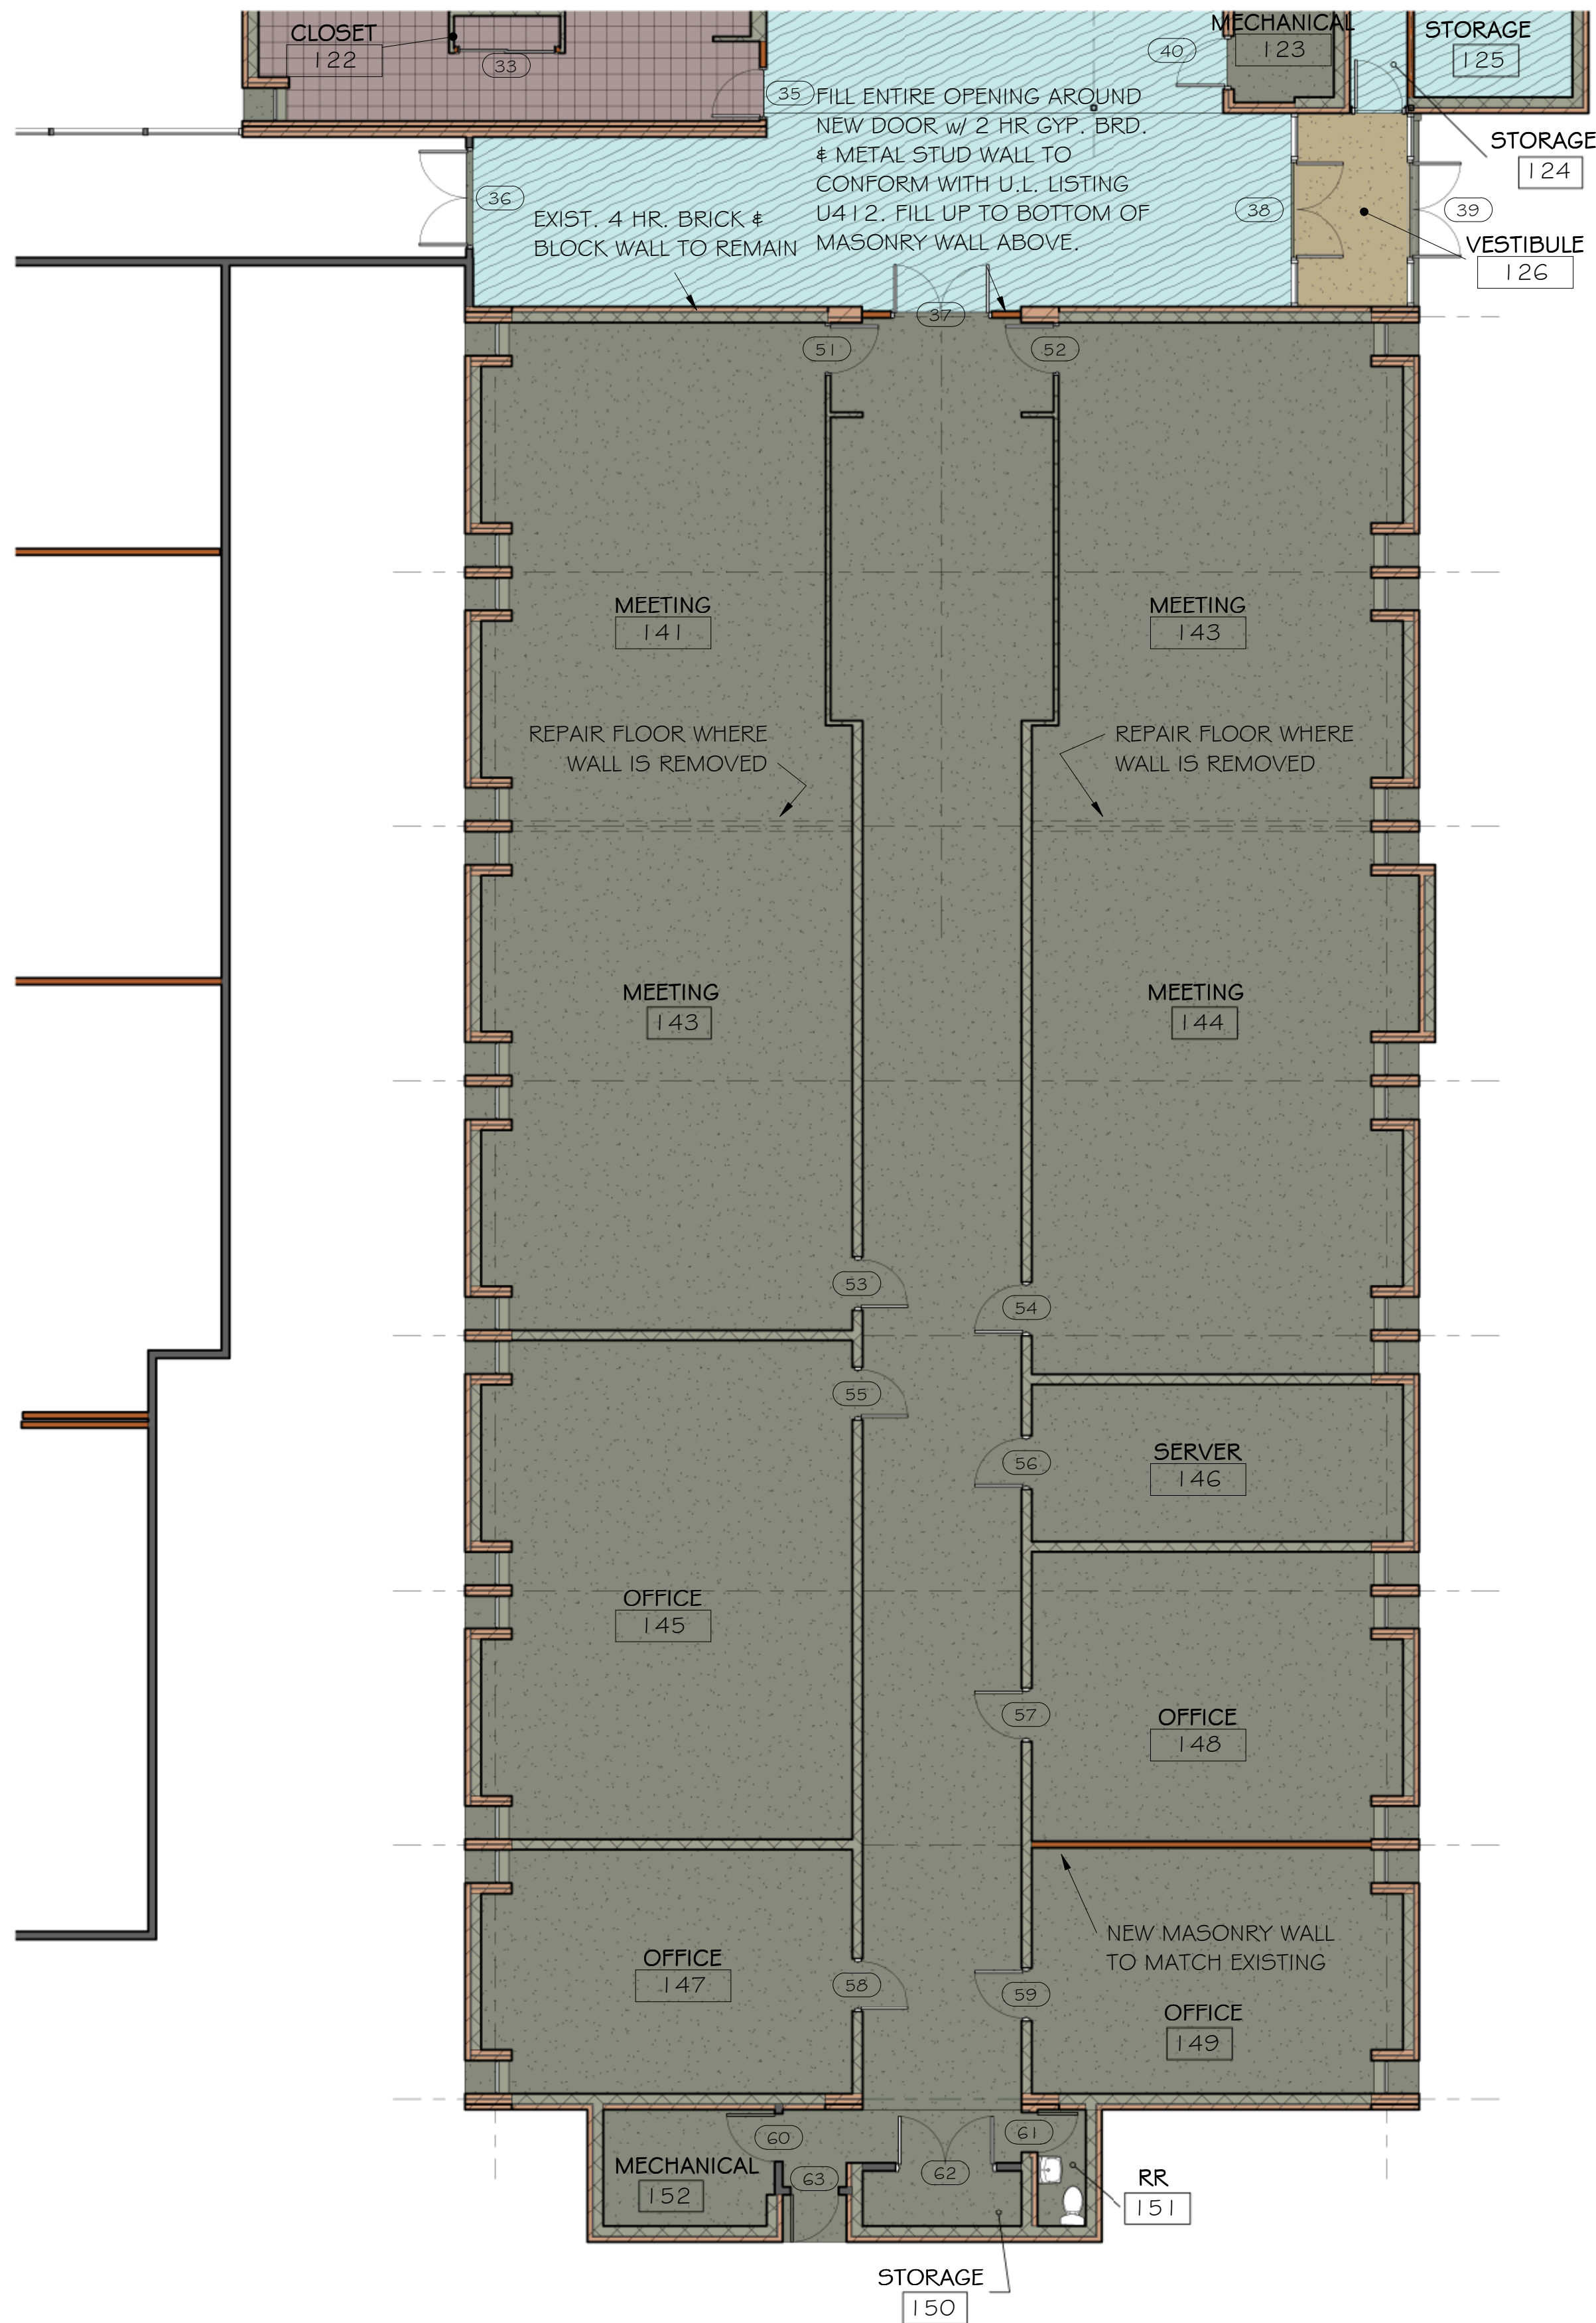 CLOSET
122
33
35
40
MECHANICAL
123
STORAGE
125
STORAGE
124
FILL ENTIRE OPENING AROUND
NEW DOOR w/ 2 HR GYP. BRD.
& METAL STUD WALL TO
CONFORM WITH U.L. LISTING
U412. FILL UP TO BOTTOM OF
MASONRY WALL ABOVE.
36
EXIST. 4 HR. BRICK &
BLOCK WALL TO REMAIN
38
39
VESTIBULE
126
37
51
52
MEETING
141
MEETING
143
REPAIR FLOOR WHERE
WALL IS REMOVED
REPAIR FLOOR WHERE
WALL IS REMOVED
MEETING
143
MEETING
144
53
54
55
56
SERVER
146
OFFICE
145
57
OFFICE
148
NEW MASONRY WALL
TO MATCH EXISTING
OFFICE
147
58
59
OFFICE
149
60
61
MECHANICAL
152
63
62
RR
151
STORAGE
150